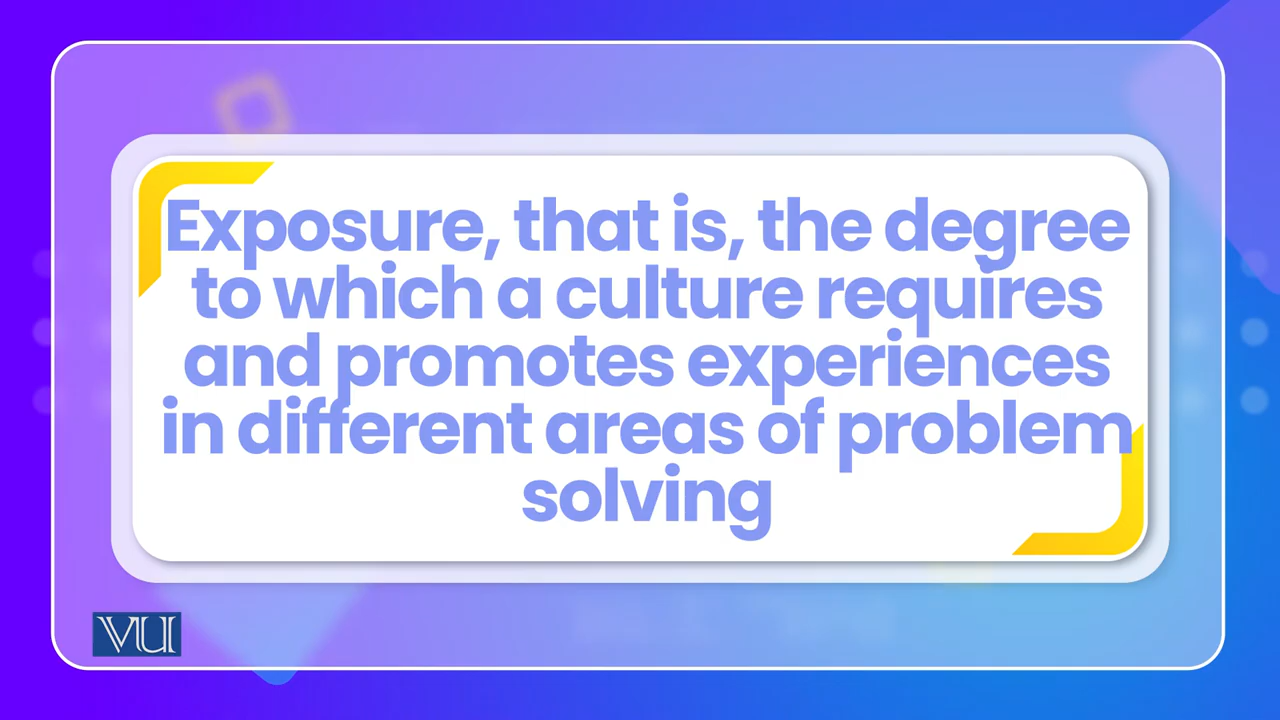 Exposure, that is, the degree
to which a culture requires
and promotes experiences
in different areas of problem
solving
VU